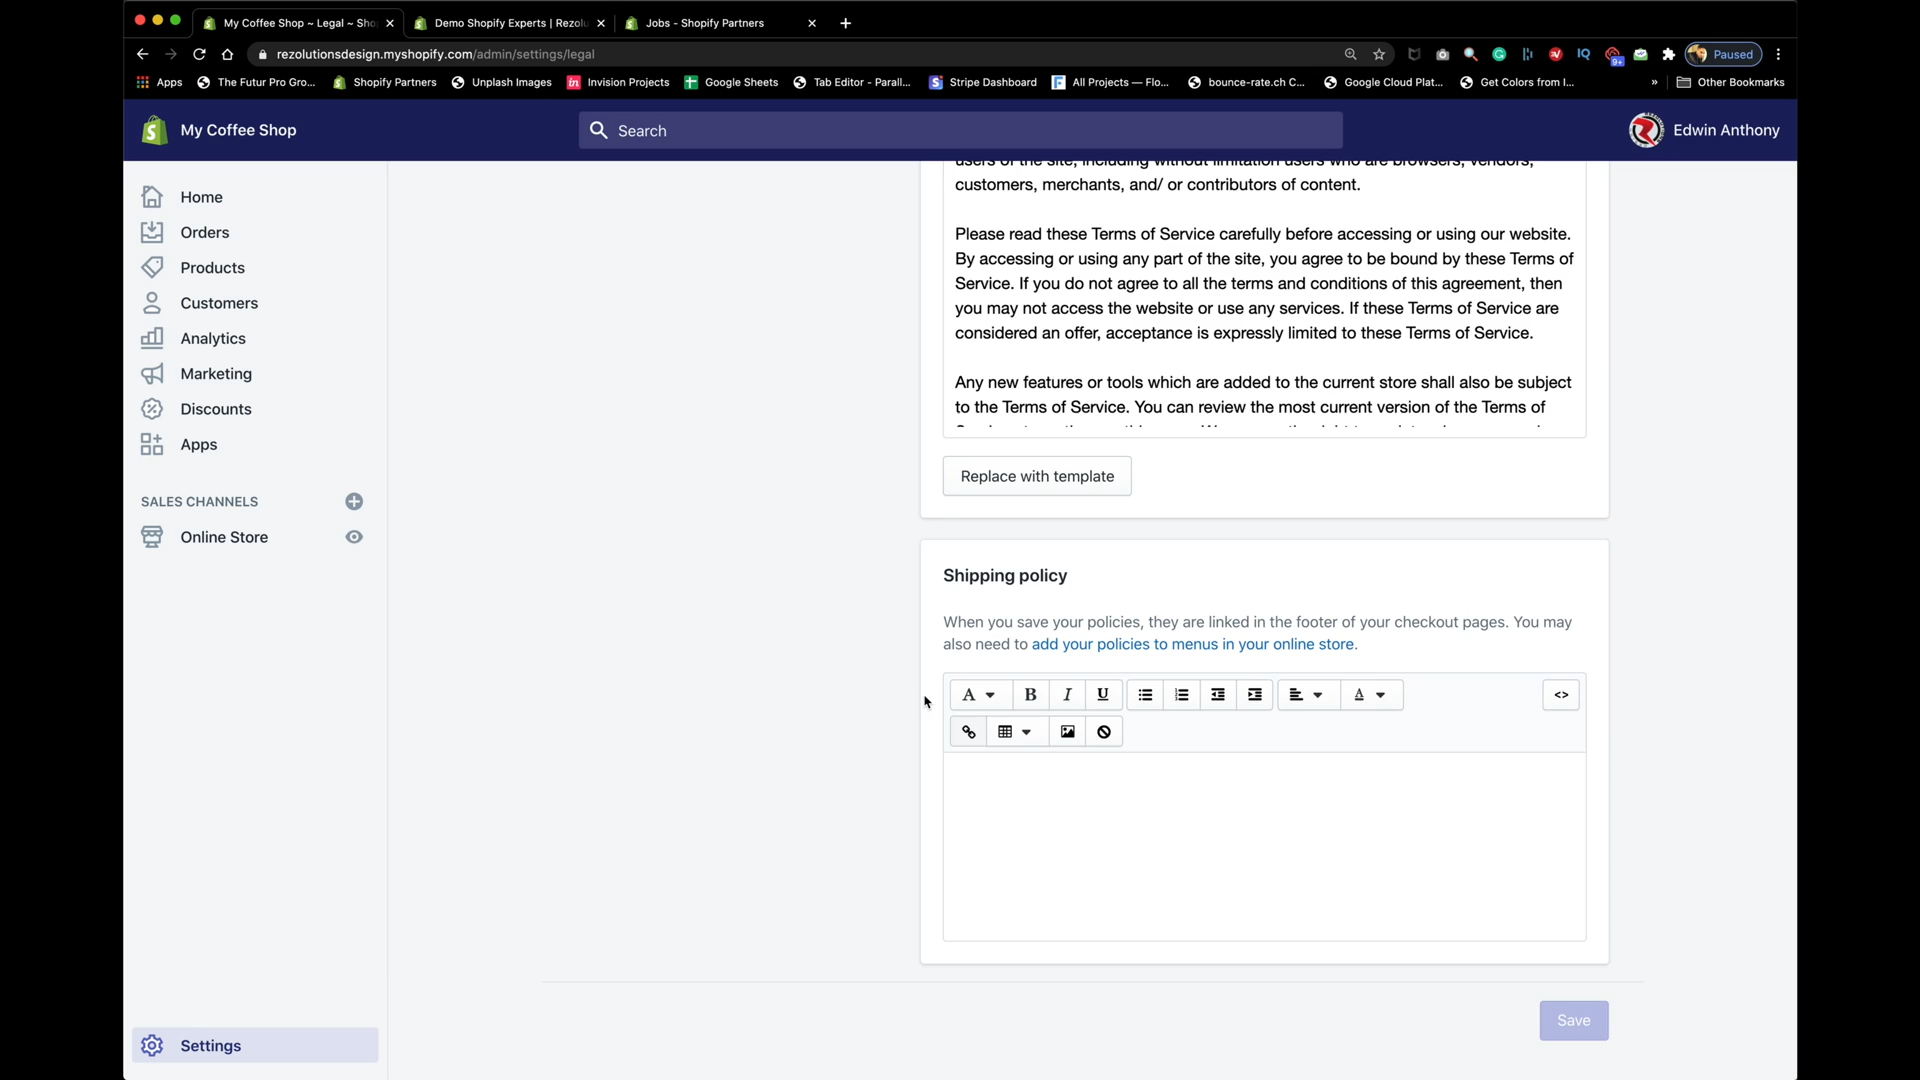 My Coffee Shop ~ Legal ~ Sho
Demo Shopify Experts | Rezolu
Jobs - Shopify Partners
rezolutionsdesign.myshopify.com/admin/settings/legal
9+
Paused
Apps
The Futur Pro Gro...
Shopify Partners
Unplash Images
in
Invision Projects
Google Sheets
Tab Editor - Parall...
Stripe Dashboard
All Projects — Flo...
bounce-rate.ch C...
Google Cloud Plat...
Get Colors from I...
»
Other Bookmarks
My Coffee Shop
Search
Edwin Anthony
Home
Orders
Products
Customers
Analytics
Marketing
Discounts
Apps
SALES CHANNELS
Online Store
Settings
users of the site, including without limitation users who are browsers, vendors,
customers, merchants, and/ or contributors of content.
Please read these Terms of Service carefully before accessing or using our website.
By accessing or using any part of the site, you agree to be bound by these Terms of
Service. If you do not agree to all the terms and conditions of this agreement, then
you may not access the website or use any services. If these Terms of Service are
considered an offer, acceptance is expressly limited to these Terms of Service.
Any new features or tools which are added to the current store shall also be subject
to the Terms of Service. You can review the most current version of the Terms of
Replace with template
Shipping policy
When you save your policies, they are linked in the footer of your checkout pages. You may
also need to add your policies to menus in your online store.
A B I U A <>
Save